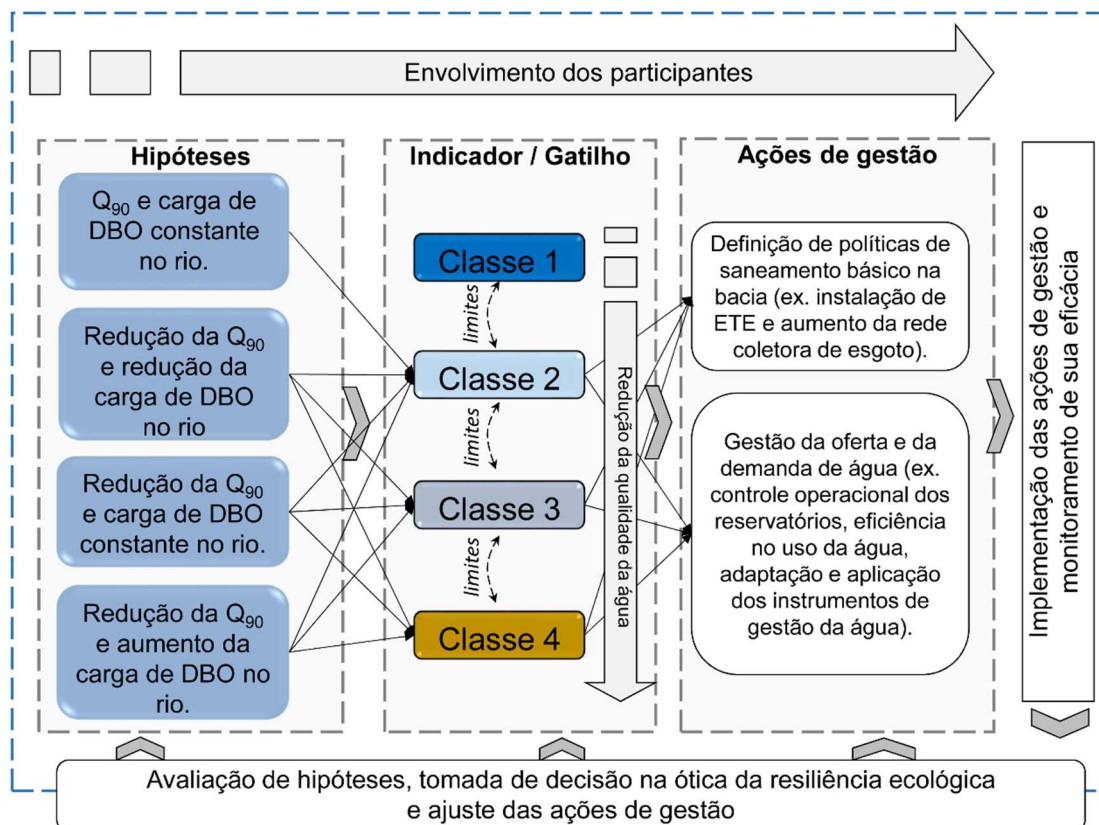 Envolvimento dos participantes
Hipóteses
Q90 e carga de
DBO constante
no rio.
Redução da Q90
e redução da
carga de DBO
no rio
Redução da Q90
e carga de DBO
constante no rio.
Redução da Q90
e aumento da
carga de DBO no
rio.
Indicador / Gatilho
Classe 1
limites
Classe 2
limites
Classe 3
limites
Classe 4
Redução da qualidade da água
Ações de gestão
Definição de políticas de
saneamento básico na
bacia (ex. instalação de
ETE e aumento da rede
coletora de esgoto).
Gestão da oferta e da
demanda de água (ex.
controle operacional dos
reservatórios, eficiência
no uso da água,
adaptação e aplicação
dos instrumentos de
gestão da água).
Implementação das ações de gestão e
monitoramento de sua eficácia
Avaliação de hipóteses, tomada de decisão na ótica da resiliência ecológica
e ajuste das ações de gestão